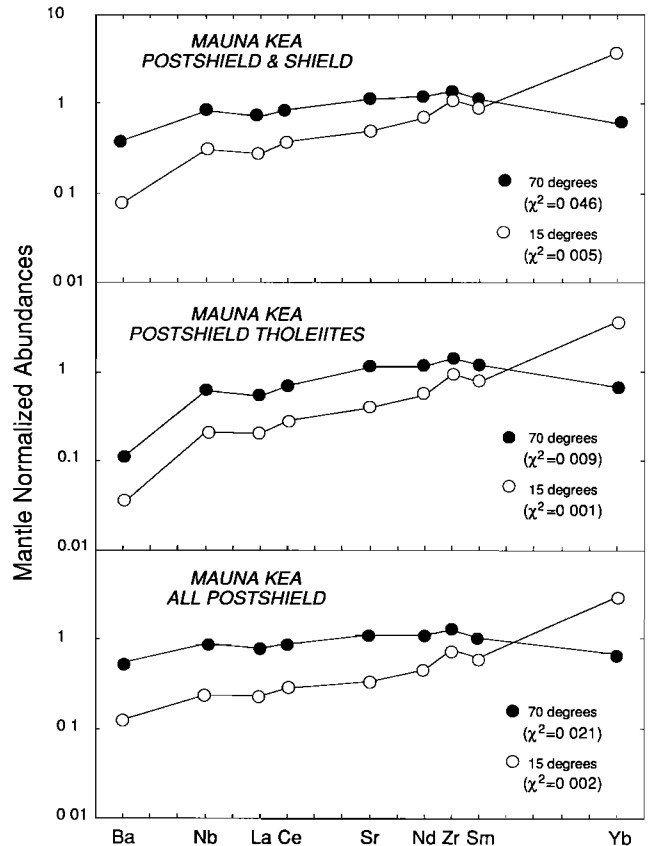 10
MAUNA KEA
POSTSHIELD & SHIELD
1
70 degrees
(χ²=0 046)
0 1
15 degrees
(χ²=0 005)
0 01
MAUNA KEA
POSTSHIELD THOLEIITES
1
70 degrees
(χ²=0 009)
0.1
15 degrees
(χ²=0 001)
0.01
MAUNA KEA
ALL POSTSHIELD
1
70 degrees
(χ²=0 021)
0 1
15 degrees
(χ²=0 002)
0 01
Mantle Normalized Abundances
Ba Nb La Ce Sr Nd Zr Sm Yb